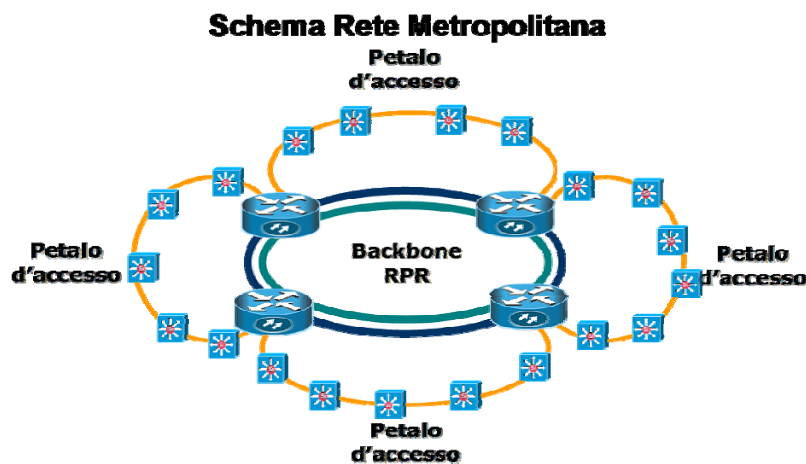 Schema Rete Metropolitana
Petalo
d'accesso
Petalo
d'accesso
Backbone
RPR
Petalo
d'accesso
Petalo
d'accesso